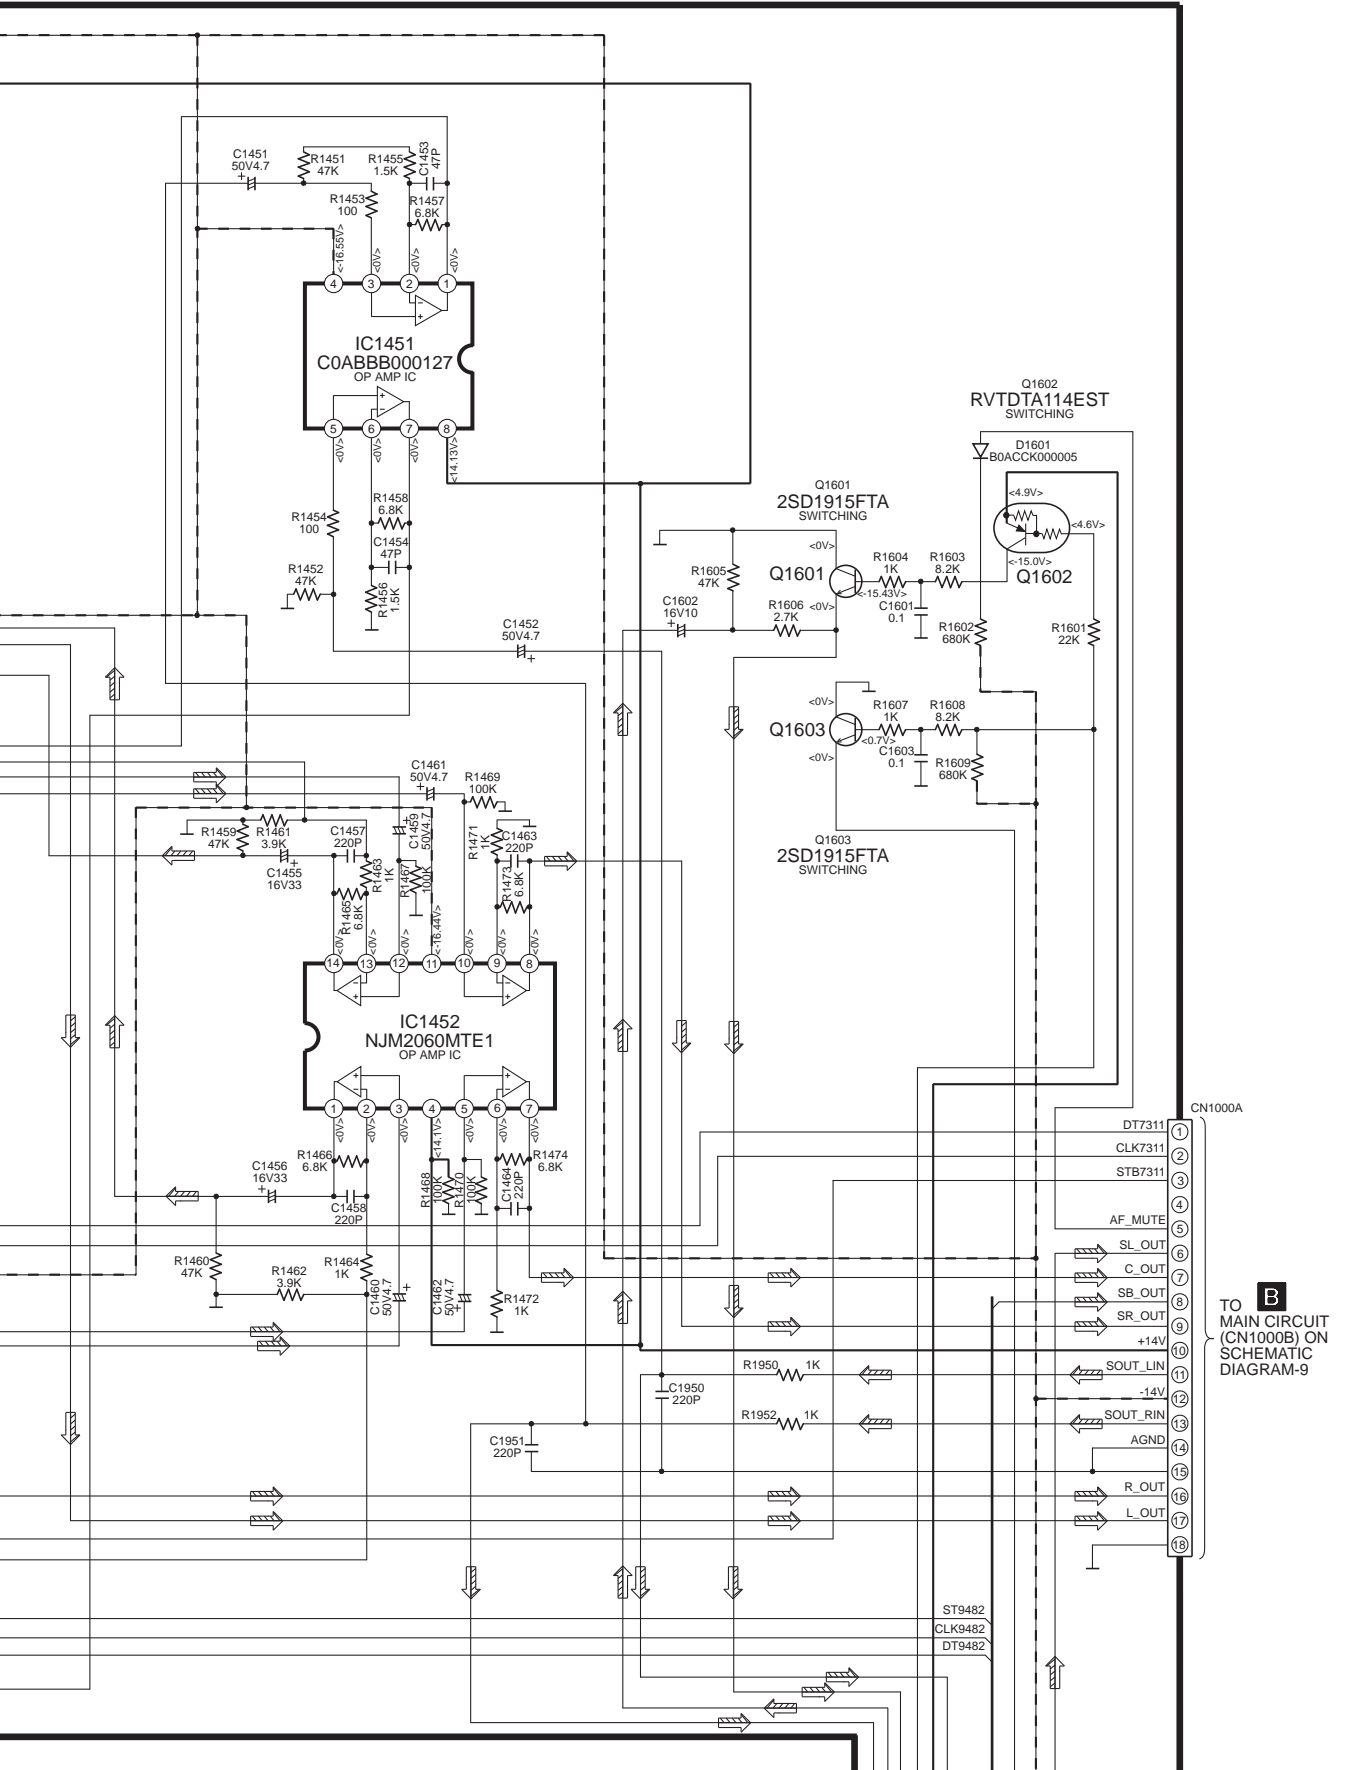 C1451
50V4.7
+
R1451
47K
R1455
1.5K
C1453
47P
R1453
100
R1457
6.8K
<-16.55V>
<0V>
<0V>
<0V>
4
3
2
1
IC1451
C0ABBB000127
OP AMP IC
5
6
7
8
<0V>
<0V>
<0V>
<14.13V>
R1458
6.8K
R1454
100
C1454
47P
R1452
47K
R1456
1.5K
C1452
50V4.7
+
Q1602
RVTDTA114EST
SWITCHING
D1601
B0ACCK000005
<4.9V>
<4.6V>
<-15.0V>
Q1602
Q1601
2SD1915FTA
SWITCHING
<0V>
Q1601
R1604
1K
R1603
8.2K
<-15.43V>
R1605
47K
C1602
16V10
+
R1606
2.7K
<0V>
C1601
0.1
R1602
680K
R1601
22K
<0V>
Q1603
R1607
1K
R1608
8.2K
<0.7V>
<0V>
C1603
0.1
R1609
680K
Q1603
2SD1915FTA
SWITCHING
C1461
50V4.7
+
R1469
100K
R1459
47K
R1461
3.9K
C1457
220P
C1459
50V4.7
+
R1471
1K
C1463
220P
C1455
16V33
+
R1463
1K
R1467
100K
R1473
6.8K
R1465
6.8K
<0V>
<0V>
<0V>
<-16.44V>
<0V>
<0V>
<0V>
14
13
12
11
10
9
8
IC1452
NJM2060MTE1
OP AMP IC
1
2
3
4
5
6
7
<0V>
<0V>
<0V>
<14.1V>
<0V>
<0V>
<0V>
R1466
6.8K
C1456
16V33
+
C1458
220P
R1468
100K
R1470
100K
C1464
220P
R1474
6.8K
R1460
47K
R1462
3.9K
R1464
1K
C1460
50V4.7
+
C1462
50V4.7
+
R1472
1K
CN1000A
DT7311
1
CLK7311
2
STB7311
3
4
AF_MUTE
5
SL_OUT
6
C_OUT
7
SB_OUT
8
SR_OUT
9
+14V
10
SOUT_LIN
11
-14V
12
SOUT_RIN
13
AGND
14
15
R_OUT
16
L_OUT
17
18
TO B
MAIN CIRCUIT
(CN1000B) ON
SCHEMATIC
DIAGRAM-9
R1950 1K
C1950
220P
R1952 1K
C1951
220P
ST9482
CLK9482
DT9482